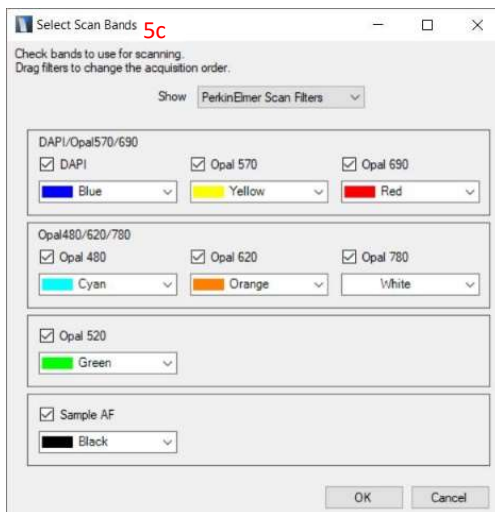 Select Scan Bands 5c
Check bands to use for scanning.
Drag filters to change the acquisition order.
Show PerkinElmer Scan Filters
DAPI/Opal570/690
DAPI Opal 570 Opal 690
Blue Yellow Red
Opal480/620/780
Opal 480 Opal 620 Opal 780
Cyan Orange White
Opal 520
Green
Sample AF
Black
OK Cancel